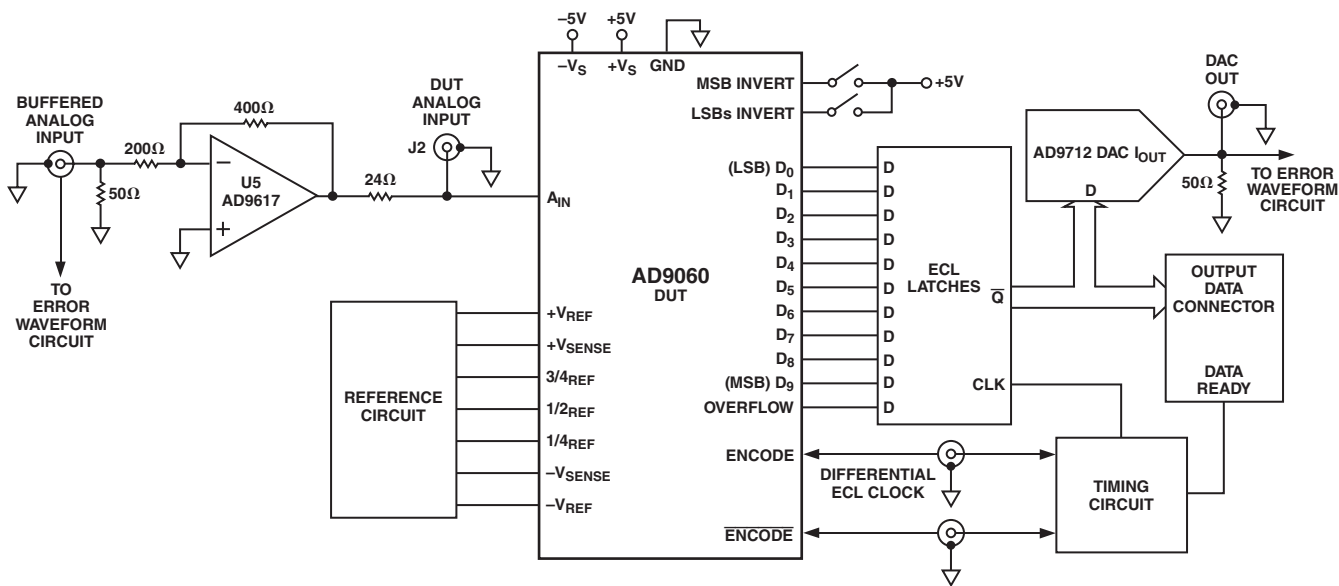 –5V
+5V
–VS
+VS
GND
DUT
ANALOG
INPUT
J2
BUFFERED
ANALOG
INPUT
400Ω
200Ω
50Ω
–
+
U5
AD9617
24Ω
AIN
TO
ERROR
WAVEFORM
CIRCUIT
AD9060
DUT
REFERENCE
CIRCUIT
+VREF
+VSENSE
3/4REF
1/2REF
1/4REF
–VSENSE
–VREF
MSB INVERT
LSBs INVERT
+5V
(LSB) D0
D1
D2
D3
D4
D5
D6
D7
D8
(MSB) D9
OVERFLOW
ENCODE
ENCODE
D
D
D
D
D
D
D
D
D
D
D
ECL
LATCHES
Q
CLK
DIFFERENTIAL
ECL CLOCK
TIMING
CIRCUIT
AD9712 DAC IOUT
D
DAC
OUT
50Ω
TO ERROR
WAVEFORM
CIRCUIT
OUTPUT
DATA
CONNECTOR
DATA
READY